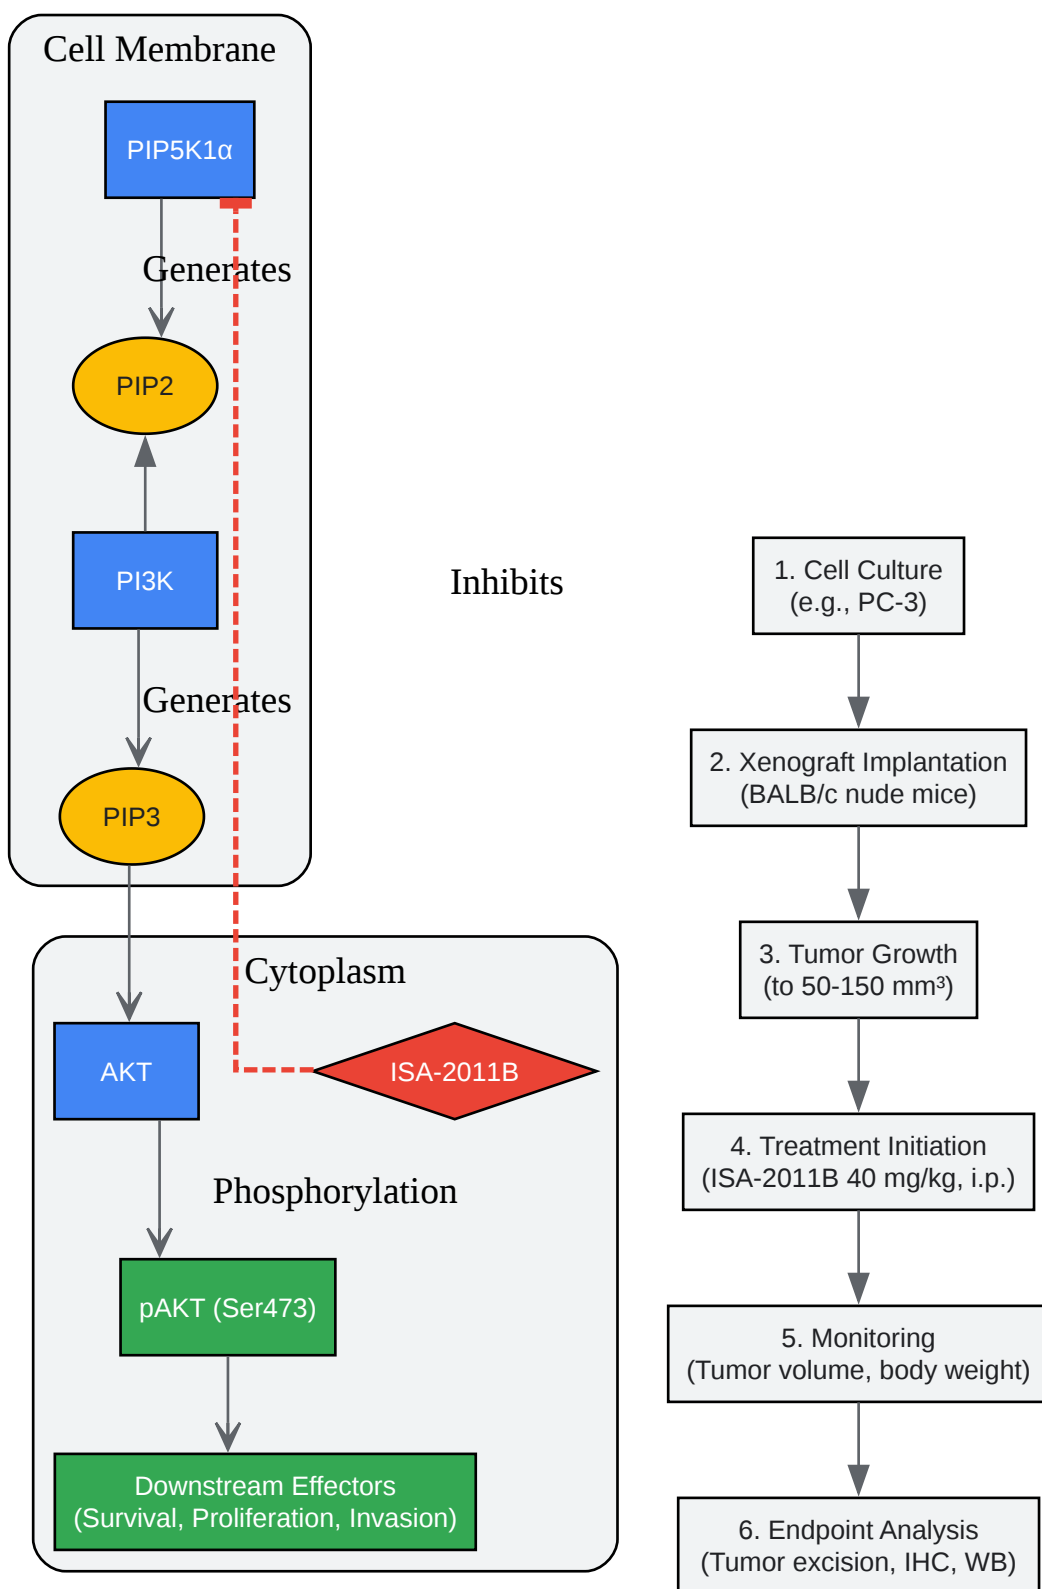 Cell Membrane
PIP5K1α
Generates
PIP2
PI3K
Generates
PIP3
Inhibits
Cytoplasm
AKT
ISA-2011B
Phosphorylation
pAKT (Ser473)
Downstream Effectors
(Survival, Proliferation, Invasion)
1. Cell Culture
(e.g., PC-3)
2. Xenograft Implantation
(BALB/c nude mice)
3. Tumor Growth
(to 50-150 mm³)
4. Treatment Initiation
(ISA-2011B 40 mg/kg, i.p.)
5. Monitoring
(Tumor volume, body weight)
6. Endpoint Analysis
(Tumor excision, IHC, WB)